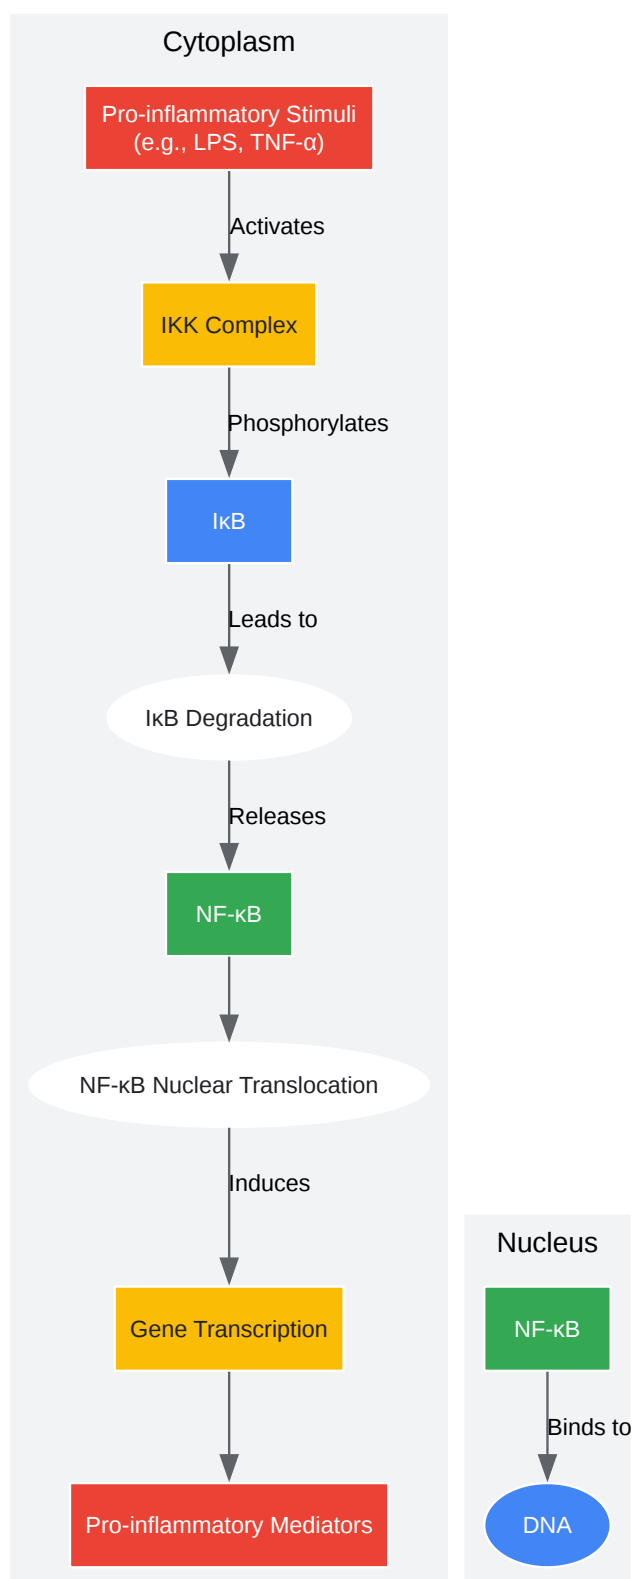 Cytoplasm
Pro-inflammatory Stimuli
(e.g., LPS, TNF-α)
Activates
IKK Complex
Phosphorylates
IκB
Leads to
IκB Degradation
Releases
NF-κB
NF-κB Nuclear Translocation
Induces
Gene Transcription
Pro-inflammatory Mediators
Nucleus
NF-κB
Binds to
DNA